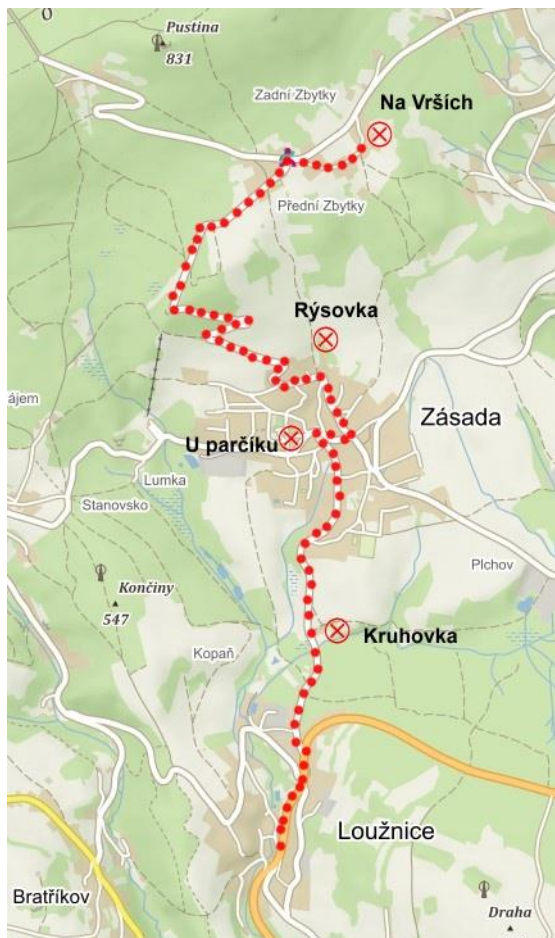 Pustina
831
Zadní Zbytky
Na Vrších
Přední Zbytky
Rýsovka
ájem
Zásada
U parčíku
Lumka
Stanovsko
Plchov
Končiny
547
Kruhovka
Kopaň
Loužnice
Bratříkov
Draha